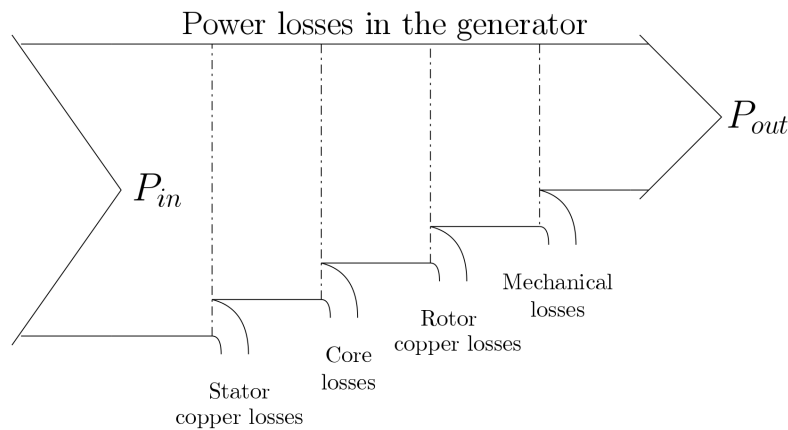 Power losses in the generator
P_in
P_out
Mechanical
losses
Rotor
copper losses
Core
losses
Stator
copper losses